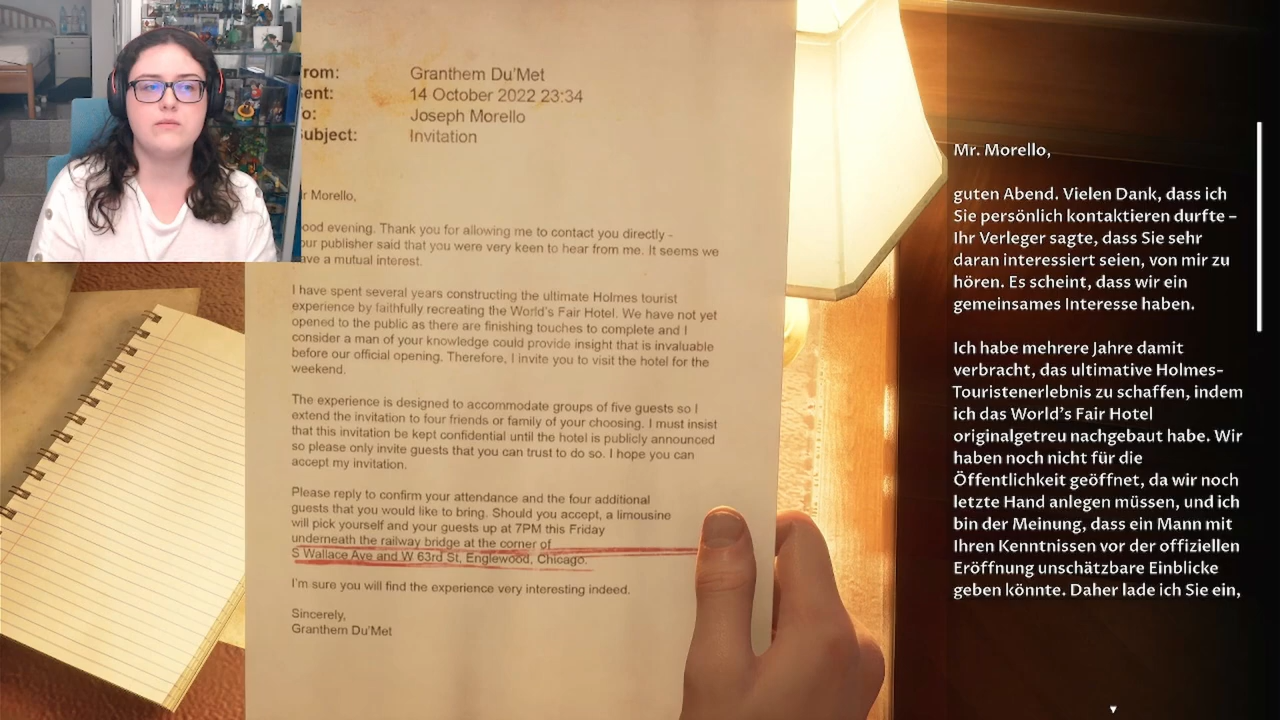 rom: Granthem Du'Met
ent: 14 October 2022 23:34
o: Joseph Morello
ubject: Invitation
r Morello,
ood evening. Thank you for allowing me to contact you directly -
our publisher said that you were very keen to hear from me. It seems we
ave a mutual interest.
I have spent several years constructing the ultimate Holmes tourist
experience by faithfully recreating the World's Fair Hotel. We have not yet
opened to the public as there are finishing touches to complete and I
consider a man of your knowledge could provide insight that is invaluable
before our official opening. Therefore, I invite you to visit the hotel for the
weekend.
The experience is designed to accommodate groups of five guests so I
extend the invitation to four friends or family of your choosing. I must insist
that this invitation be kept confidential until the hotel is publicly announced
so please only invite guests that you can trust to do so. I hope you can
accept my invitation.
Please reply to confirm your attendance and the four additional
guests that you would like to bring. Should you accept, a limousine
will pick yourself and your guests up at 7PM this Friday
underneath the railway bridge at the corner of
S Wallace Ave and W 63rd St, Englewood, Chicago.
I'm sure you will find the experience very interesting indeed.
Sincerely,
Granthem Du'Met
Mr. Morello,
guten Abend. Vielen Dank, dass ich
Sie persönlich kontaktieren durfte –
Ihr Verleger sagte, dass Sie sehr
daran interessiert seien, von mir zu
hören. Es scheint, dass wir ein
gemeinsames Interesse haben.
Ich habe mehrere Jahre damit
verbracht, das ultimative Holmes-
Touristenerlebnis zu schaffen, indem
ich das World's Fair Hotel
originalgetreu nachgebaut habe. Wir
haben noch nicht für die
Öffentlichkeit geöffnet, da wir noch
letzte Hand anlegen müssen, und ich
bin der Meinung, dass ein Mann mit
Ihren Kenntnissen vor der offiziellen
Eröffnung unschätzbare Einblicke
geben könnte. Daher lade ich Sie ein,